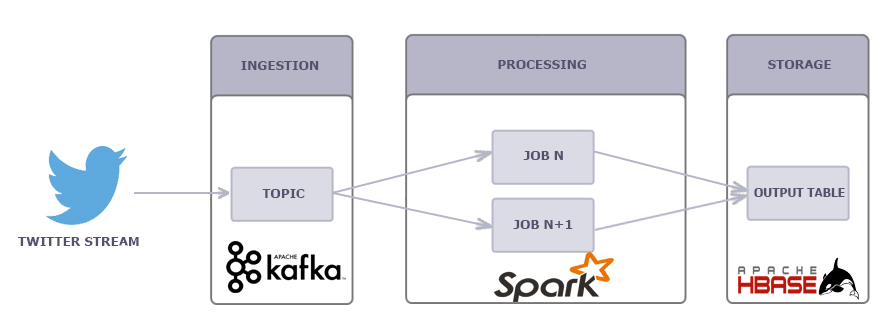 INGESTION
PROCESSING
STORAGE
JOB N
TOPIC
OUTPUT TABLE
JOB N+1
TWITTER STREAM
APACHE
kafka
Spark
APACHE
HBASE